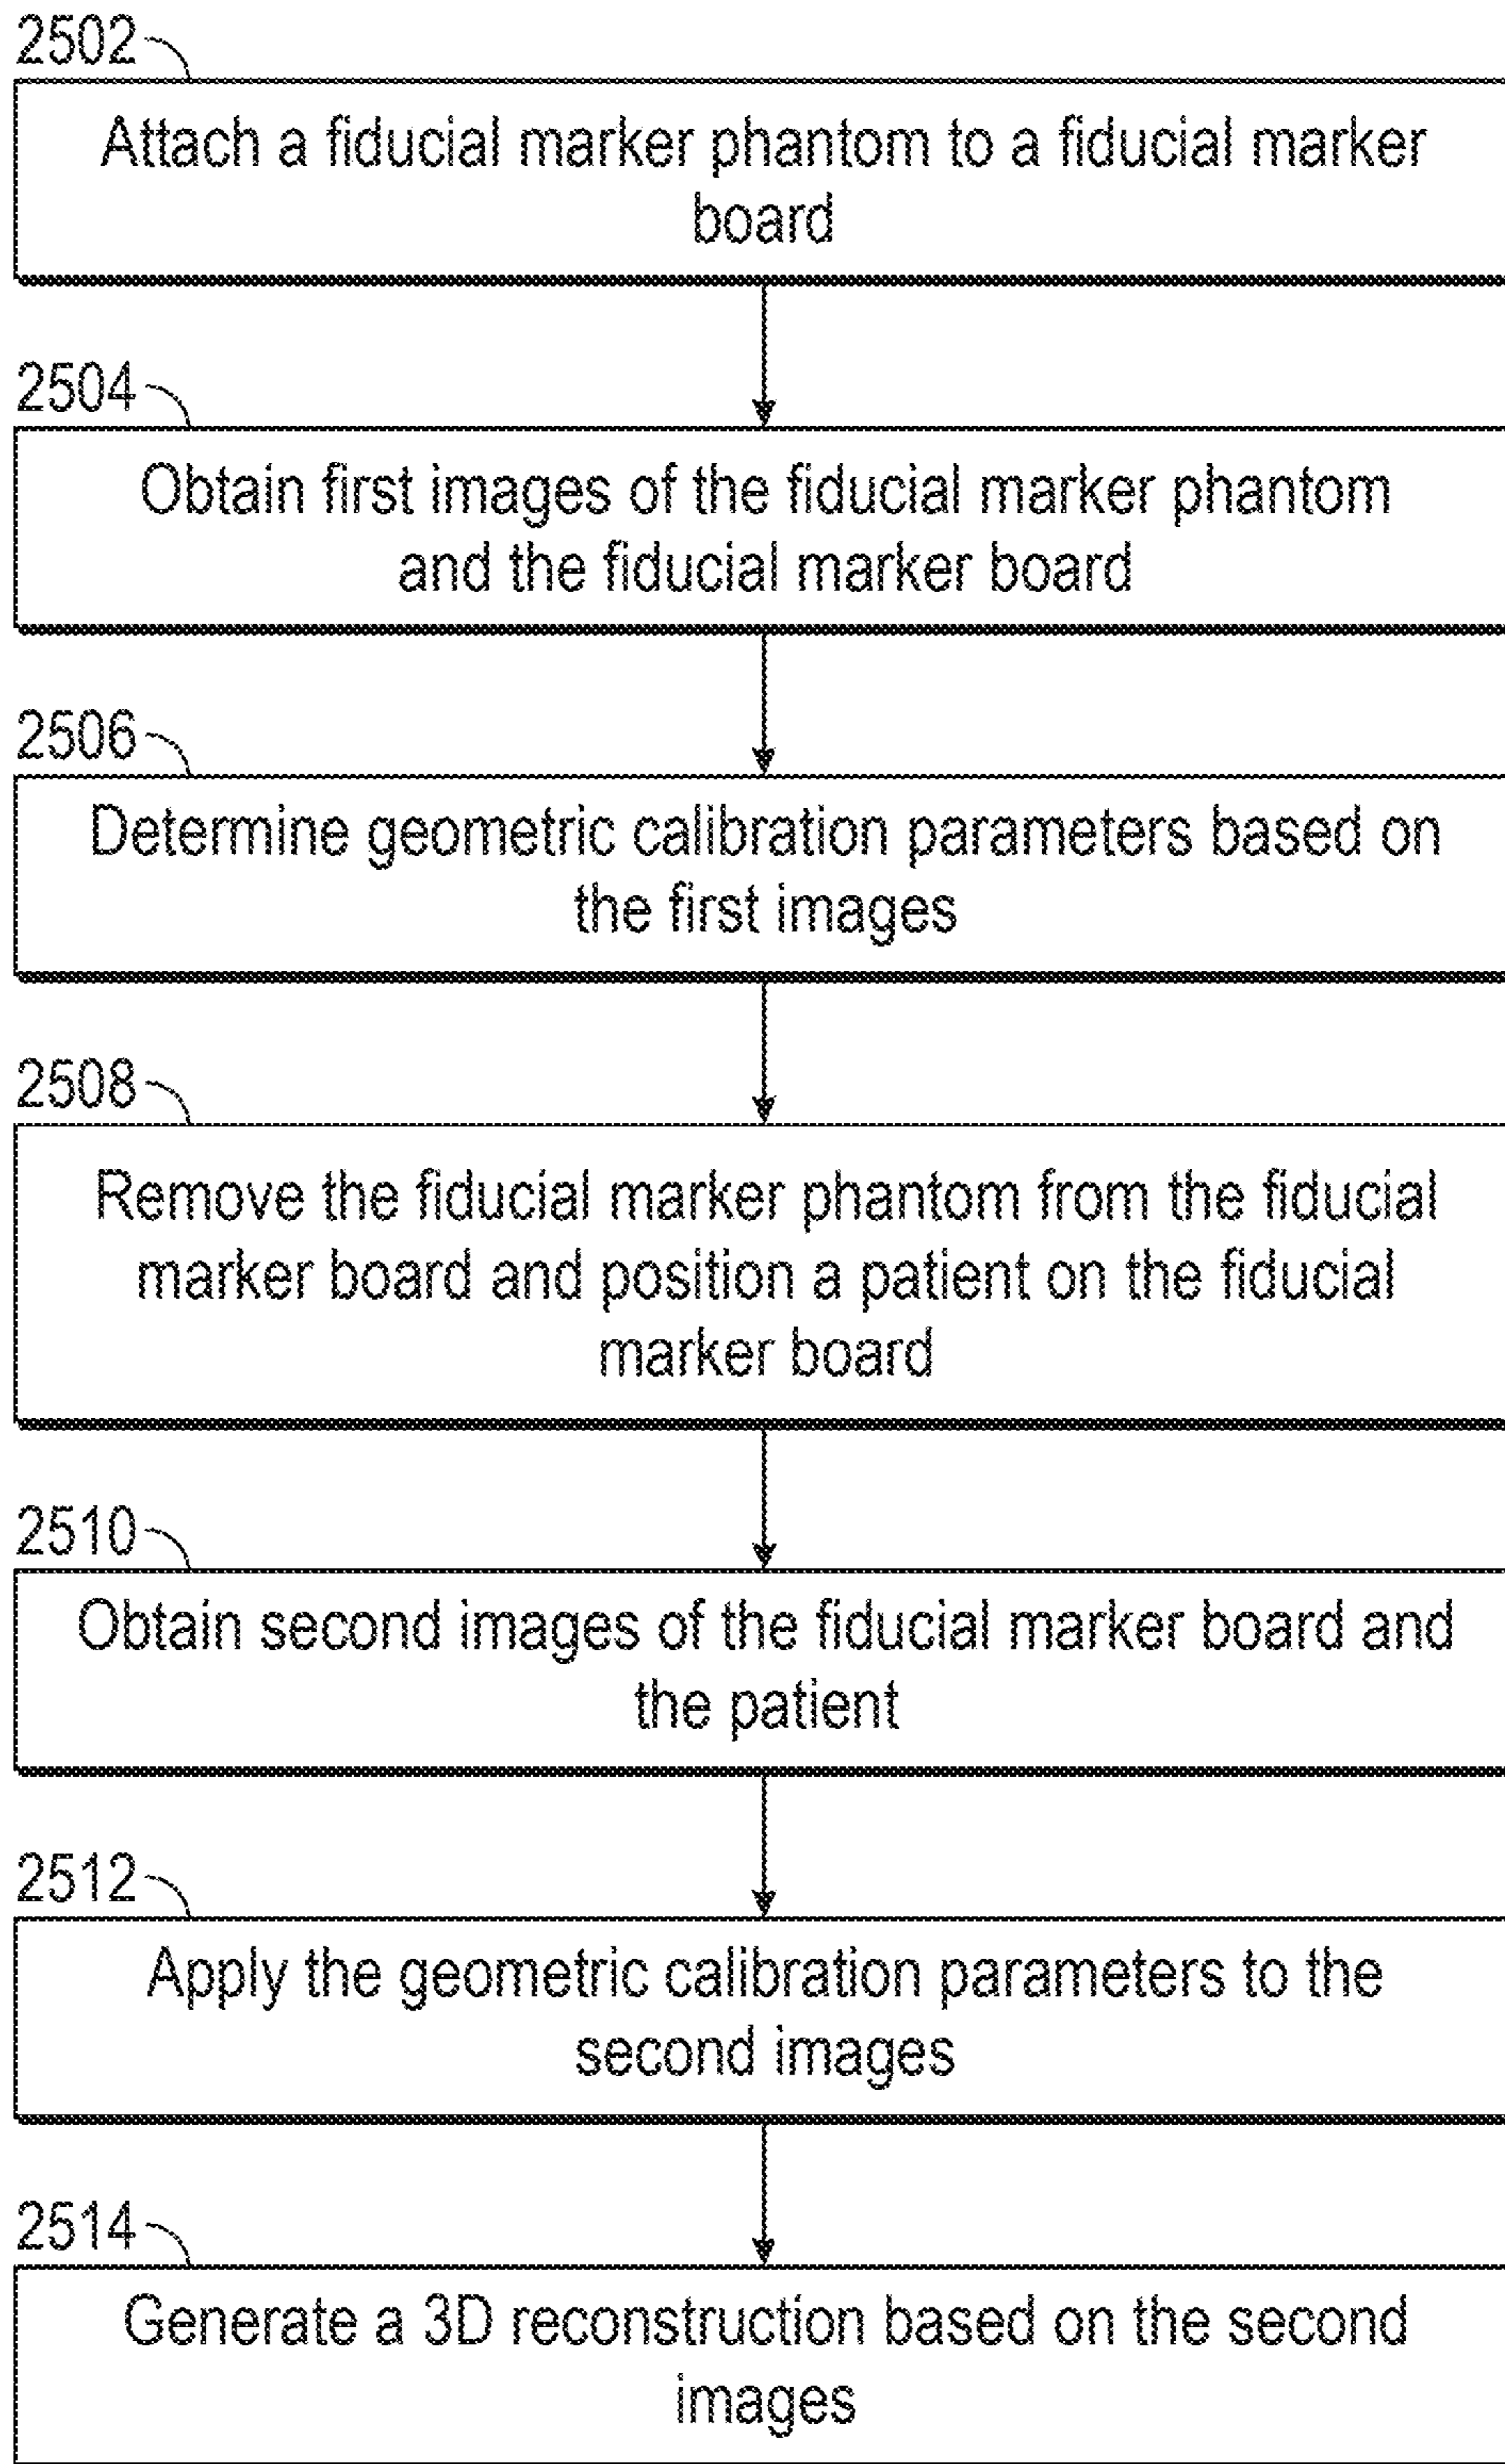 2502
Attach a fiducial marker phantom to a fiducial marker
board
2504
Obtain first images of the fiducial marker phantom
and the fiducial marker board
2506
Determine geometric calibration parameters based on
the first images
2508
Remove the fiducial marker phantom from the fiducial
marker board and position a patient on the fiducial
marker board
2510
Obtain second images of the fiducial marker board and
the patient
2512
Apply the geometric calibration parameters to the
second images
2514
Generate a 3D reconstruction based on the second
images